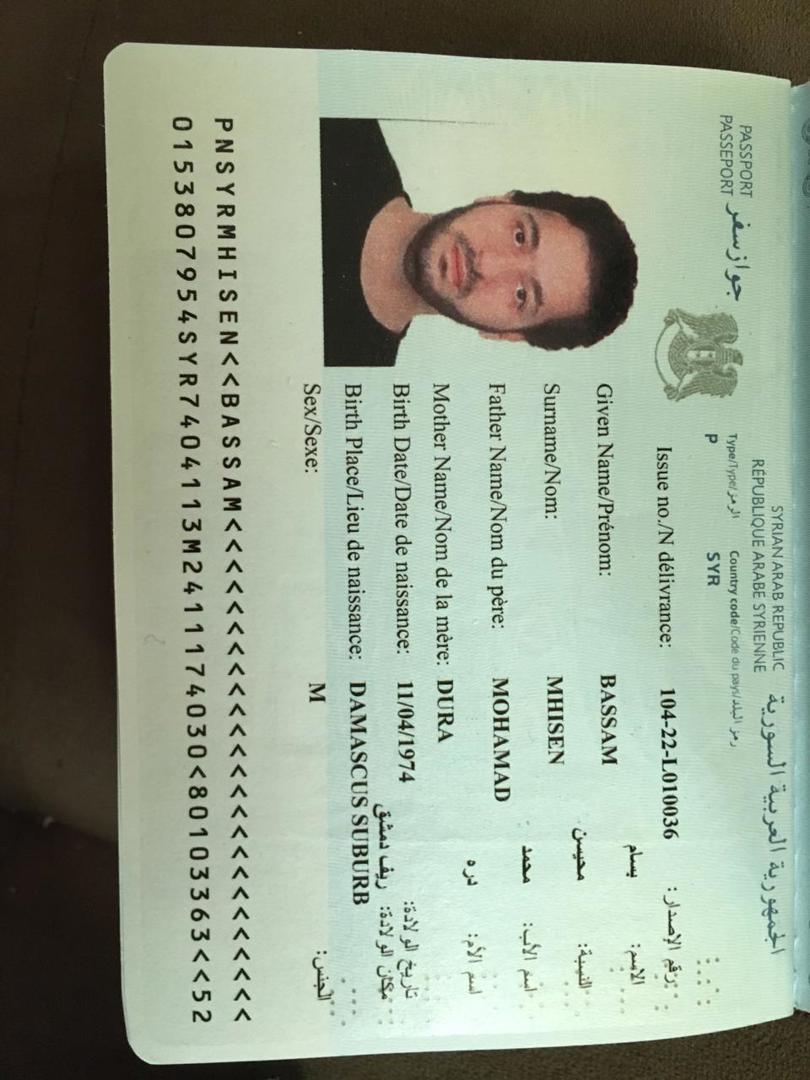 SYRIAN ARAB REPUBLIC
RÉPUBLIQUE ARABE SYRIENNE
الجمهورية العربية السورية
PASSPORT
PASSEPORT
جواز سفر
Type/Type/الرمز
Country code/Code du pays/رمز البلد
P SYR
Issue no./N délivrance: 104-22-L010036 رقم الإصدار:
Given Name/Prénom: BASSAM بسام الاسم:
Surname/Nom: MHISEN محيسن النسبة:
Father Name/Nom du père: MOHAMAD محمد اسم الأب:
Mother Name/Nom de la mère: DURA دره اسم الأم:
Birth Date/Date de naissance: 11/04/1974 تاريخ الولادة:
Birth Place/Lieu de naissance: DAMASCUS SUBURB ريف دمشق مكان الولادة:
Sex/Sexe: M الجنس:
PNSYRMHISEN<<BASSAM<<<<<<<<<<<<<<<<<<<<<<<<<
0153807954SYR7404113M2411174030<80103363<<52